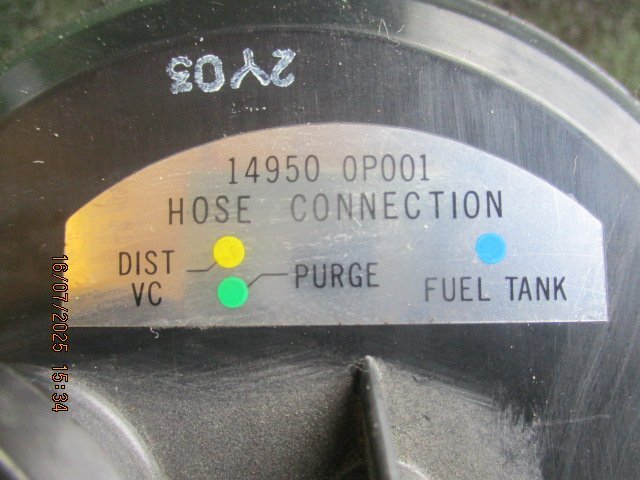 2Y03
14950 0P001
HOSE CONNECTION
DIST
VC
PURGE
FUEL TANK
16/07/2025 15:34